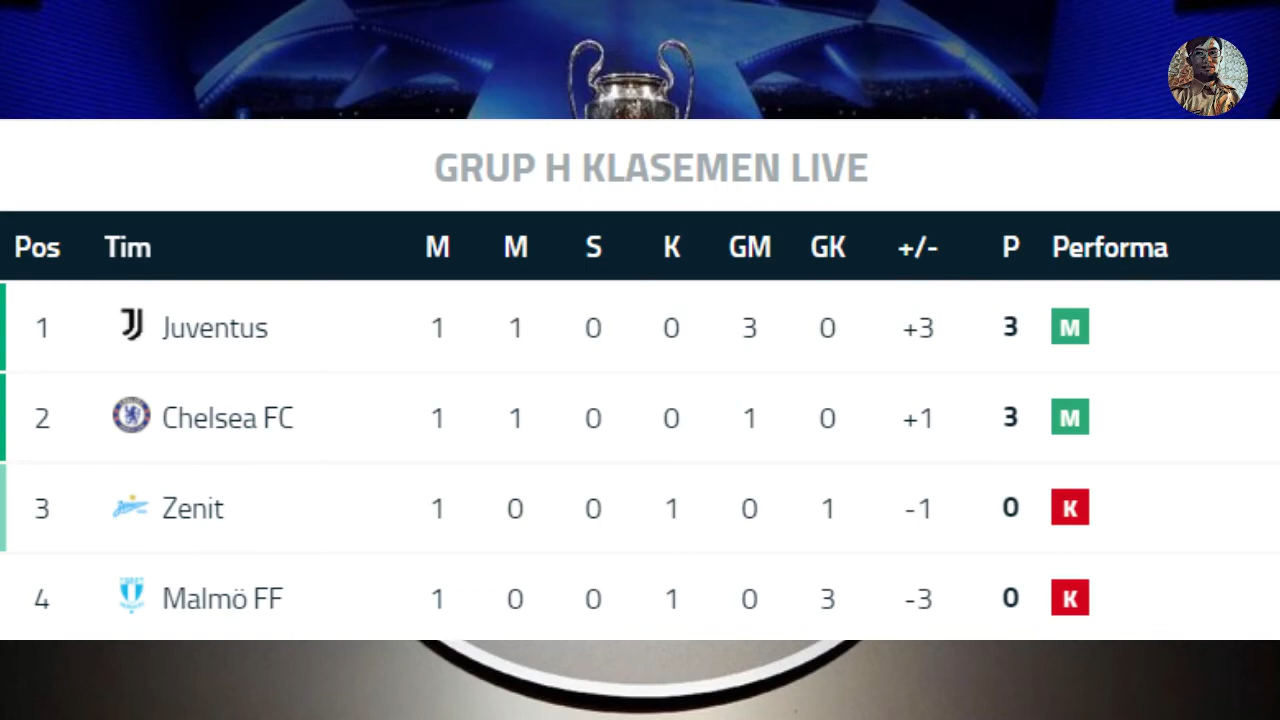 GRUP H KLASEMEN LIVE
Pos Tim M M S K GM GK +/- P Performa
1 Juventus 1 1 0 0 3 0 +3 3 M
2 Chelsea FC 1 1 0 0 1 0 +1 3 M
3 Zenit 1 0 0 1 0 1 -1 0 K
4 Malmö FF 1 0 0 1 0 3 -3 0 K